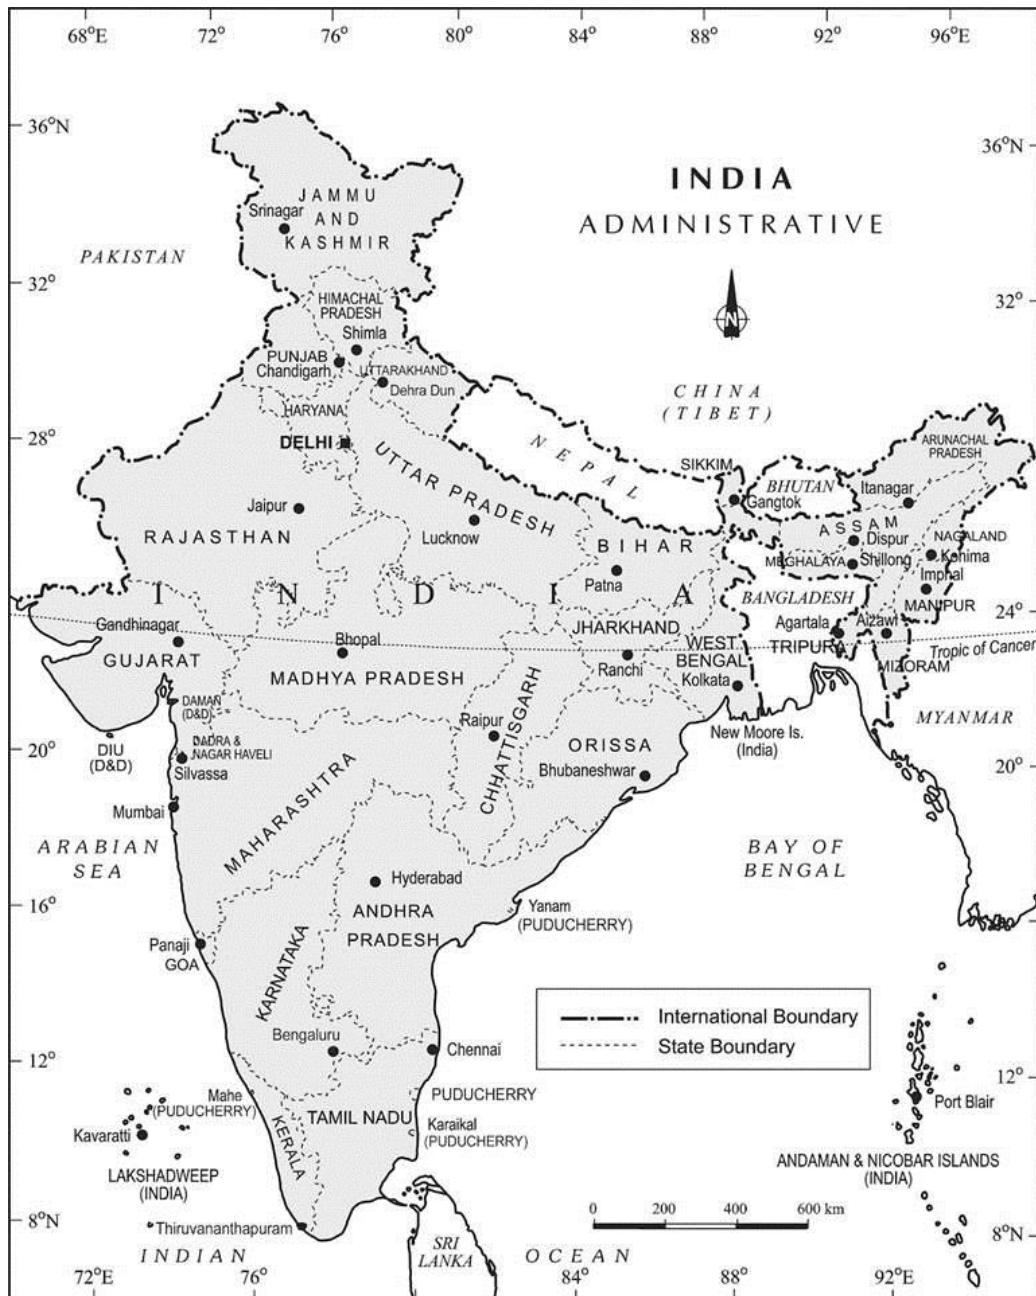 68°E
72°
76°
80°
84°
88°
92°
96°E
36°N
36°N
INDIA
ADMINISTRATIVE
JAMMU
AND
KASHMIR
Srinagar
PAKISTAN
32°
32°
N
HIMACHAL
PRADESH
Shimla
PUNJAB
Chandigarh
UTTARAKHAND
Dehra Dun
CHINA
(TIBET)
HARYANA
DELHI
28°
28°
NEPAL
SIKKIM
Gangtok
BHUTAN
ARUNACHAL
PRADESH
Itanagar
UTTAR PRADESH
Lucknow
Jaipur
RAJASTHAN
BIHAR
Patna
ASSAM
Dispur
NAGALAND
Kohima
MEGHALAYA
Shillong
Imphal
MANIPUR
INDIA
BANGLADESH
24°
24°
Gandhinagar
GUJARAT
Bhopal
MADHYA PRADESH
JHARKHAND
Ranchi
WEST
BENGAL
Kolkata
Agartala
TRIPURA
Aizawl
MIZORAM
Tropic of Cancer
MYANMAR
DAMAN
(D&D)
DIU
(D&D)
DADRA &
NAGAR HAVELI
Silvassa
Raipur
CHHATTISGARH
ORISSA
Bhubaneshwar
New Moore Is.
(India)
20°
20°
Mumbai
MAHARASHTRA
ARABIAN
SEA
BAY OF
BENGAL
Hyderabad
ANDHRA
PRADESH
Yanam
(PUDUCHERRY)
16°
Panaji
GOA
KARNATAKA
International Boundary
State Boundary
Bengaluru
Chennai
12°
12°
Mahe
(PUDUCHERRY)
PUDUCHERRY
TAMIL NADU
Karaikal
(PUDUCHERRY)
KERALA
Kavaratti
LAKSHADWEEP
(INDIA)
Port Blair
ANDAMAN & NICOBAR ISLANDS
(INDIA)
0 200 400 600 km
8°N
8°N
Thiruvananthapuram
INDIAN
OCEAN
SRI
LANKA
72°E
76°
84°
88°
92°E